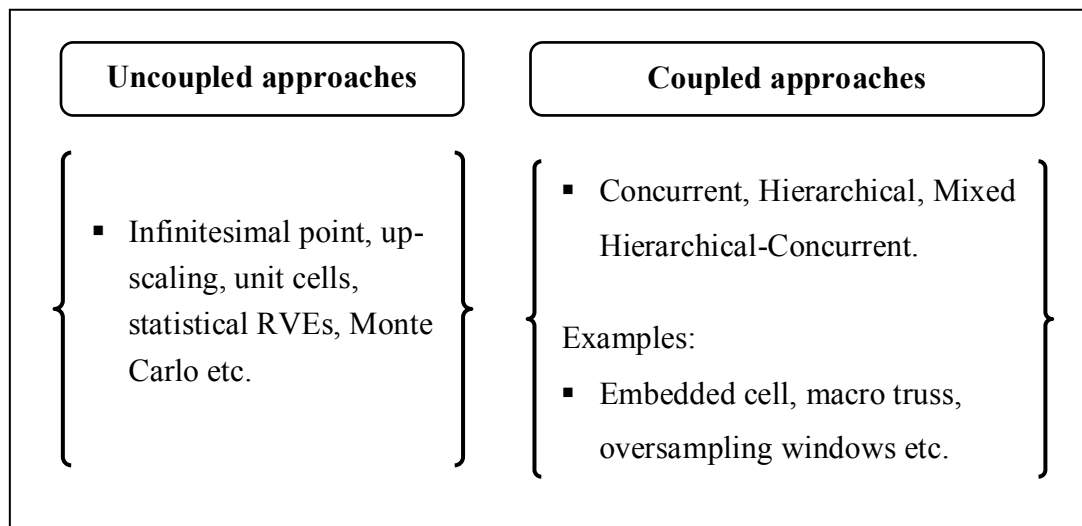 Uncoupled approaches
▪ Infinitesimal point, up-
scaling, unit cells,
statistical RVEs, Monte
Carlo etc.
Coupled approaches
▪ Concurrent, Hierarchical, Mixed
Hierarchical-Concurrent.
Examples:
▪ Embedded cell, macro truss,
oversampling windows etc.